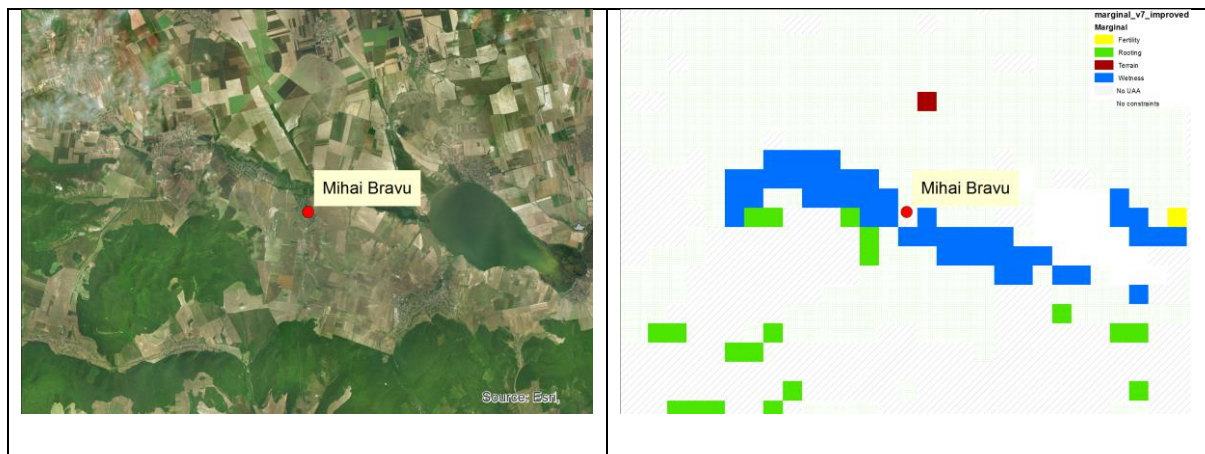 Mihai Bravu
Source: Esri,
marginal_v7_improved
Marginal
Fertility
Rooting
Terrain
Wetness
No UAA
No constraints
Mihai Bravu